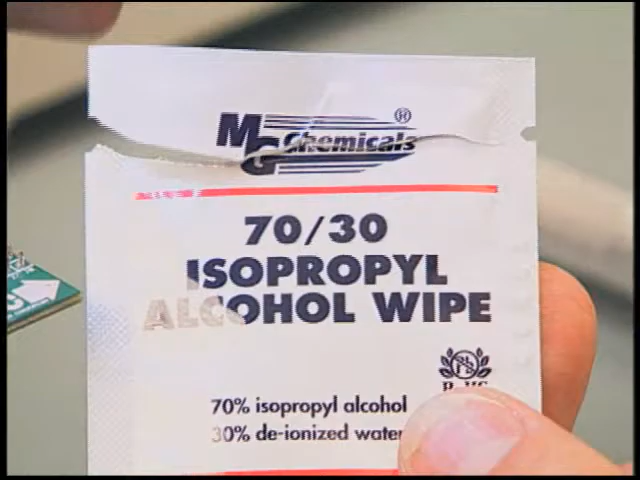 MG Chemicals®
70/30
ISOPROPYL
ALCOHOL WIPE
70% isopropyl alcohol
30% de-ionized water